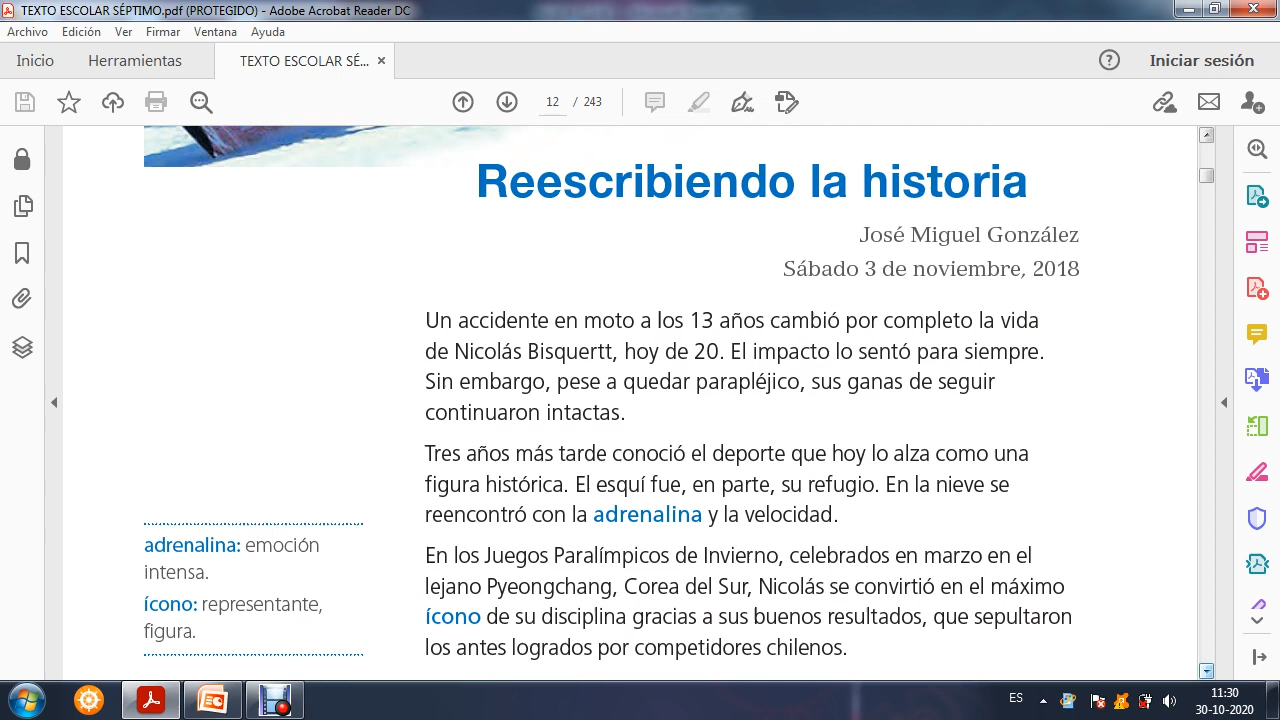 TEXTO ESCOLAR SÉPTIMO.pdf (PROTEGIDO) - Adobe Acrobat Reader DC
Archivo Edición Ver Firmar Ventana Ayuda
Inicio Herramientas TEXTO ESCOLAR SÉ... × ? Iniciar sesión
12 / 243
Reescribiendo la historia
José Miguel González
Sábado 3 de noviembre, 2018
Un accidente en moto a los 13 años cambió por completo la vida
de Nicolás Bisquertt, hoy de 20. El impacto lo sentó para siempre.
Sin embargo, pese a quedar parapléjico, sus ganas de seguir
continuaron intactas.
Tres años más tarde conoció el deporte que hoy lo alza como una
figura histórica. El esquí fue, en parte, su refugio. En la nieve se
reencontró con la adrenalina y la velocidad.
En los Juegos Paralímpicos de Invierno, celebrados en marzo en el
lejano Pyeongchang, Corea del Sur, Nicolás se convirtió en el máximo
ícono de su disciplina gracias a sus buenos resultados, que sepultaron
los antes logrados por competidores chilenos.
adrenalina: emoción
intensa.
ícono: representante,
figura.
ES
11:30
30-10-2020